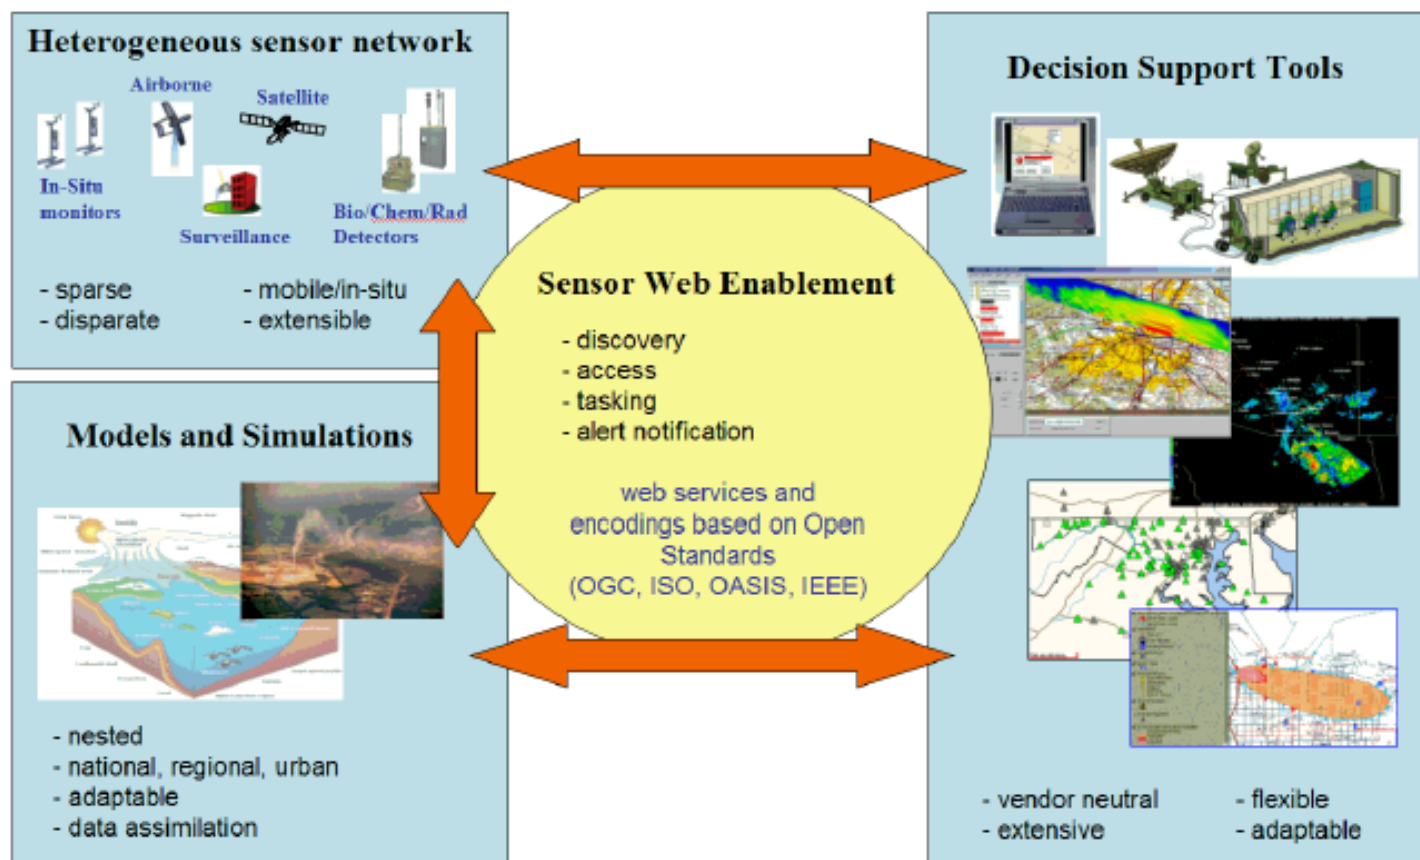 Heterogeneous sensor network
Airborne
Satellite
In-Situ
monitors
Surveillance
Bio/Chem/Rad
Detectors
- sparse
- disparate
- mobile/in-situ
- extensible
Models and Simulations
- nested
- national, regional, urban
- adaptable
- data assimilation
Sensor Web Enablement
- discovery
- access
- tasking
- alert notification
web services and
encodings based on Open
Standards
(OGC, ISO, OASIS, IEEE)
Decision Support Tools
- vendor neutral
- extensive
- flexible
- adaptable